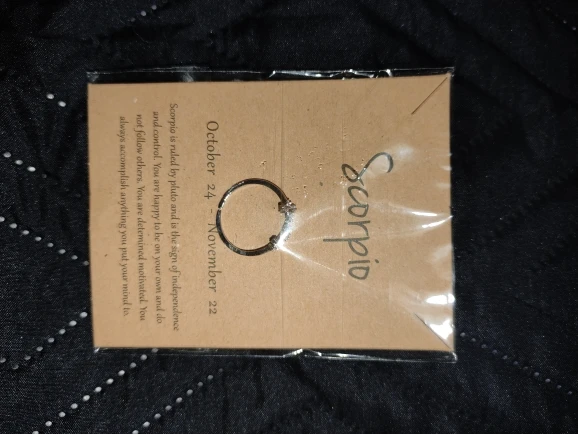 Scorpio
October 24 - November 22
Scorpio is ruled by pluto and is the sign of independence
and control. You are happy to be on your own and do
not follow others. You are determined motivated. You
always accomplish anything you put your mind to.